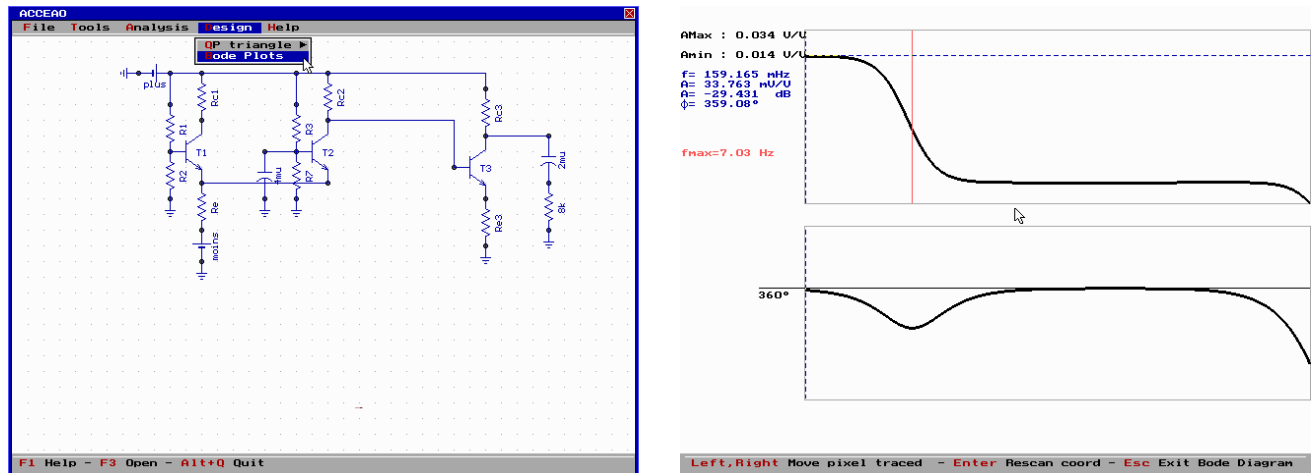 ACCEAO
File Tools Analysis Design Help
QP triangle
Bode Plots
plus
Rc1
Rc2
Rc3
R1
R3
T1
T2
T3
2mu
R2
4mu
R7
Re
8k
Re3
moins
F1 Help - F3 Open - Alt+Q Quit
AMax : 0.034 V/V
Amin : 0.014 V/V
f= 159.165 mHz
A= 33.763 mV/V
A= -29.431 dB
φ= 359.08°
fmax=7.03 Hz
360°
Left,Right Move pixel traced - Enter Rescan coord - Esc Exit Bode Diagram